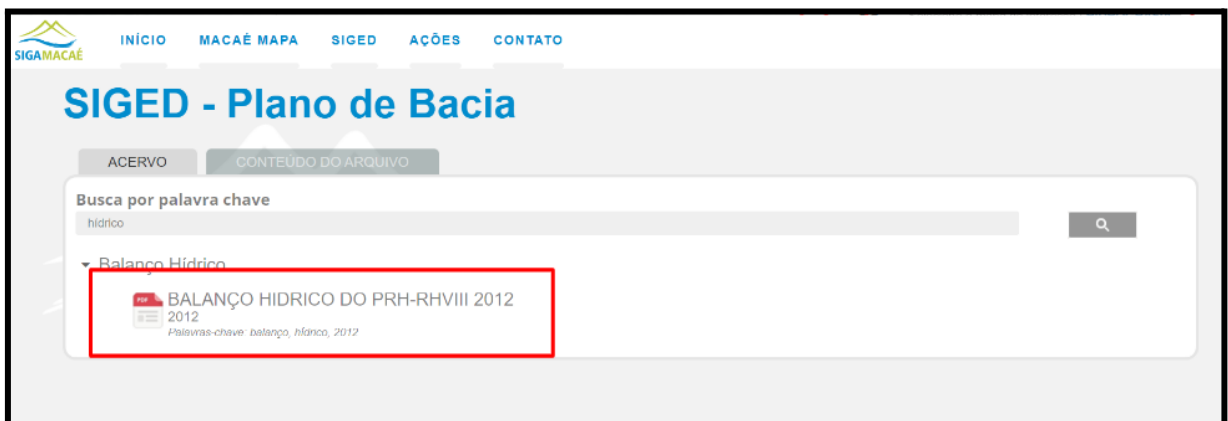 SIGAMACAÉ
INÍCIO MACAÉ MAPA SIGED AÇÕES CONTATO
SIGED - Plano de Bacia
ACERVO CONTEÚDO DO ARQUIVO
Busca por palavra chave
hídrico
Balanço Hídrico
PDF
BALANÇO HIDRICO DO PRH-RHVIII 2012
2012
Palavras-chave: balanço, hídrico, 2012